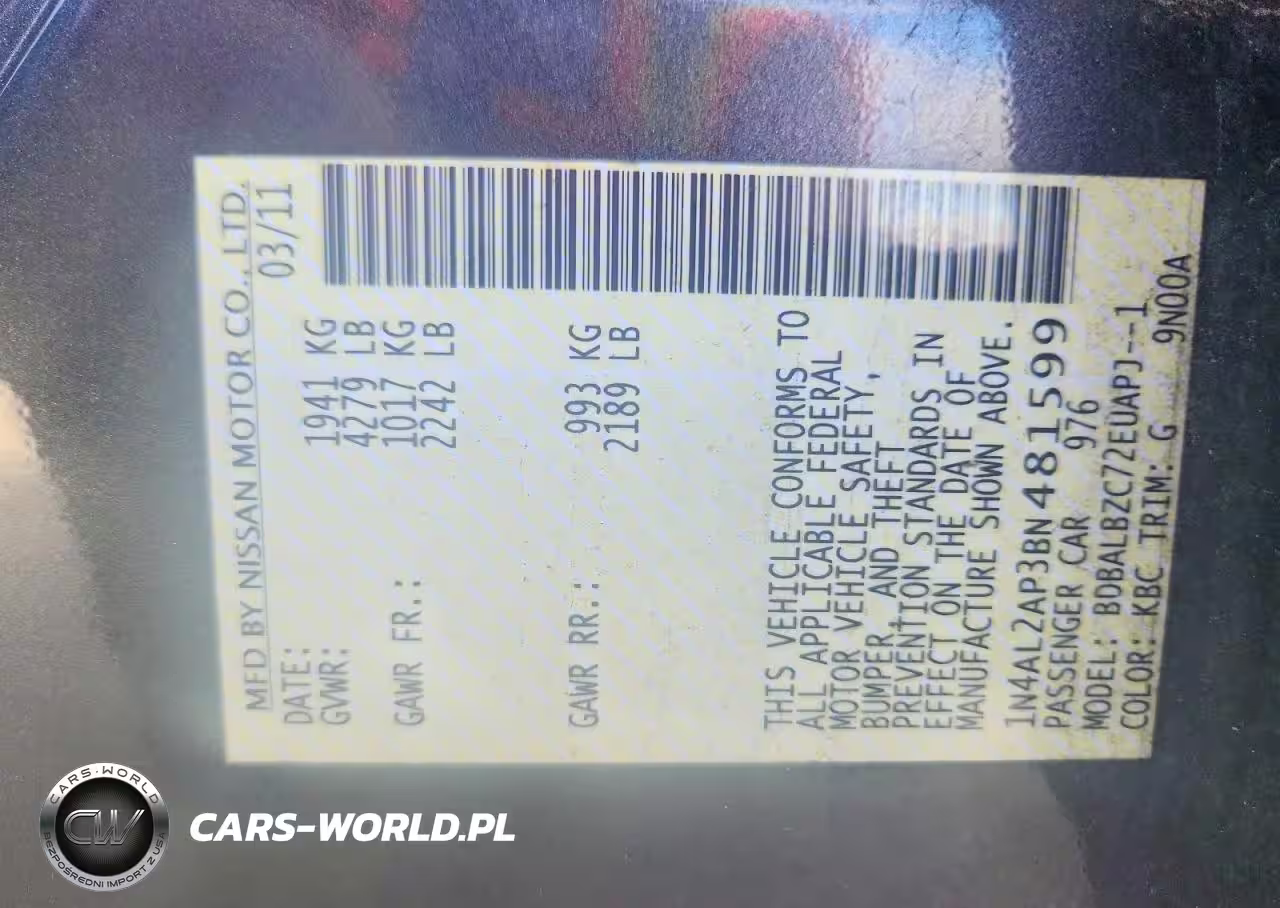 MFD BY NISSAN MOTOR CO., LTD.
DATE: 03/11
GVWR: 1941 KG
4279 LB
GAWR FR.: 1017 KG
2242 LB
GAWR RR.: 993 KG
2189 LB
THIS VEHICLE CONFORMS TO
ALL APPLICABLE FEDERAL
MOTOR VEHICLE SAFETY,
BUMPER, AND THEFT
PREVENTION STANDARDS IN
EFFECT ON THE DATE OF
MANUFACTURE SHOWN ABOVE.
1N4AL2AP3BN481599
PASSENGER CAR 976
MODEL: BDBALBZC72EUAPJ--1
COLOR: KBC TRIM: G 9N00A
CARS-WORLD
CW
BEZPOŚREDNI IMPORT Z USA
CARS-WORLD.PL